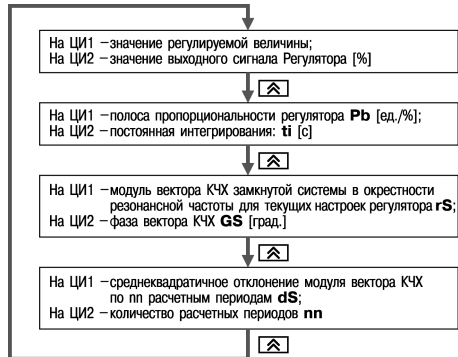 На ЦИ1 – значение регулируемой величины;
На ЦИ2 – значение выходного сигнала Регулятора [%]
На ЦИ1 – полоса пропорциональности регулятора Pb [ед./%];
На ЦИ2 – постоянная интегрирования: ti [с]
На ЦИ1 – модуль вектора КЧХ замкнутой системы в окрестности
резонансной частоты для текущих настроек регулятора rS;
На ЦИ2 – фаза вектора КЧХ GS [град.]
На ЦИ1 – среднеквадратичное отклонение модуля вектора КЧХ
по nn расчетным периодам dS;
На ЦИ2 – количество расчетных периодов nn